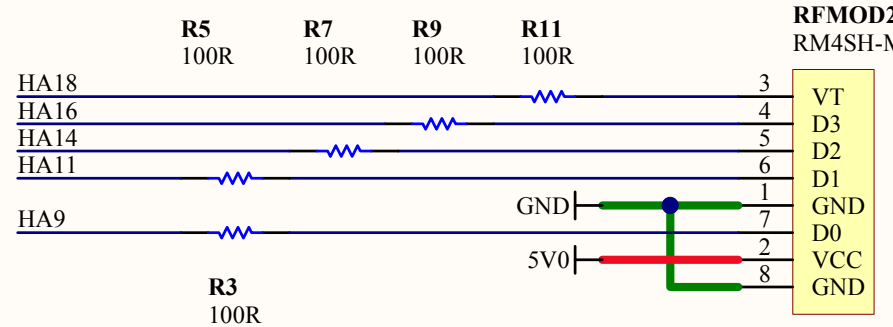 R5 R7 R9 R11 RFMOD2
100R 100R 100R 100R RM4SH-M
HA18 3 VT
HA16 4 D3
HA14 5 D2
HA11 6 D1
GND 1 GND
HA9 7 D0
5V0 2 VCC
8 GND
R3
100R